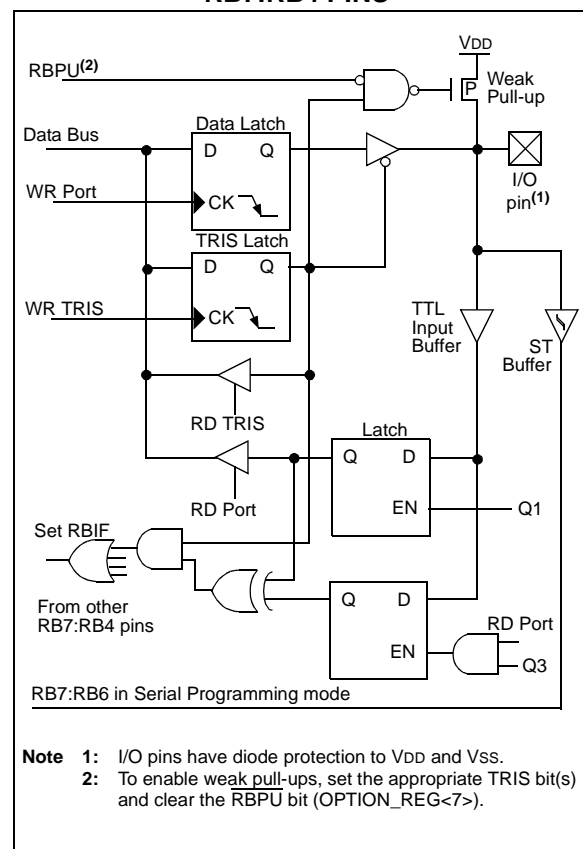 RB7:RB4 PINS
VDD
RBPU(2)
P
Weak
Pull-up
Data Bus
Data Latch
D Q
I/O
pin(1)
WR Port
CK
TRIS Latch
D Q
WR TRIS
CK
TTL
Input
Buffer
ST
Buffer
RD TRIS
Latch
Q D
RD Port
EN
Q1
Set RBIF
From other
RB7:RB4 pins
Q D
RD Port
EN
Q3
RB7:RB6 in Serial Programming mode
Note 1: I/O pins have diode protection to VDD and VSS.
2: To enable weak pull-ups, set the appropriate TRIS bit(s)
and clear the RBPU bit (OPTION_REG<7>).